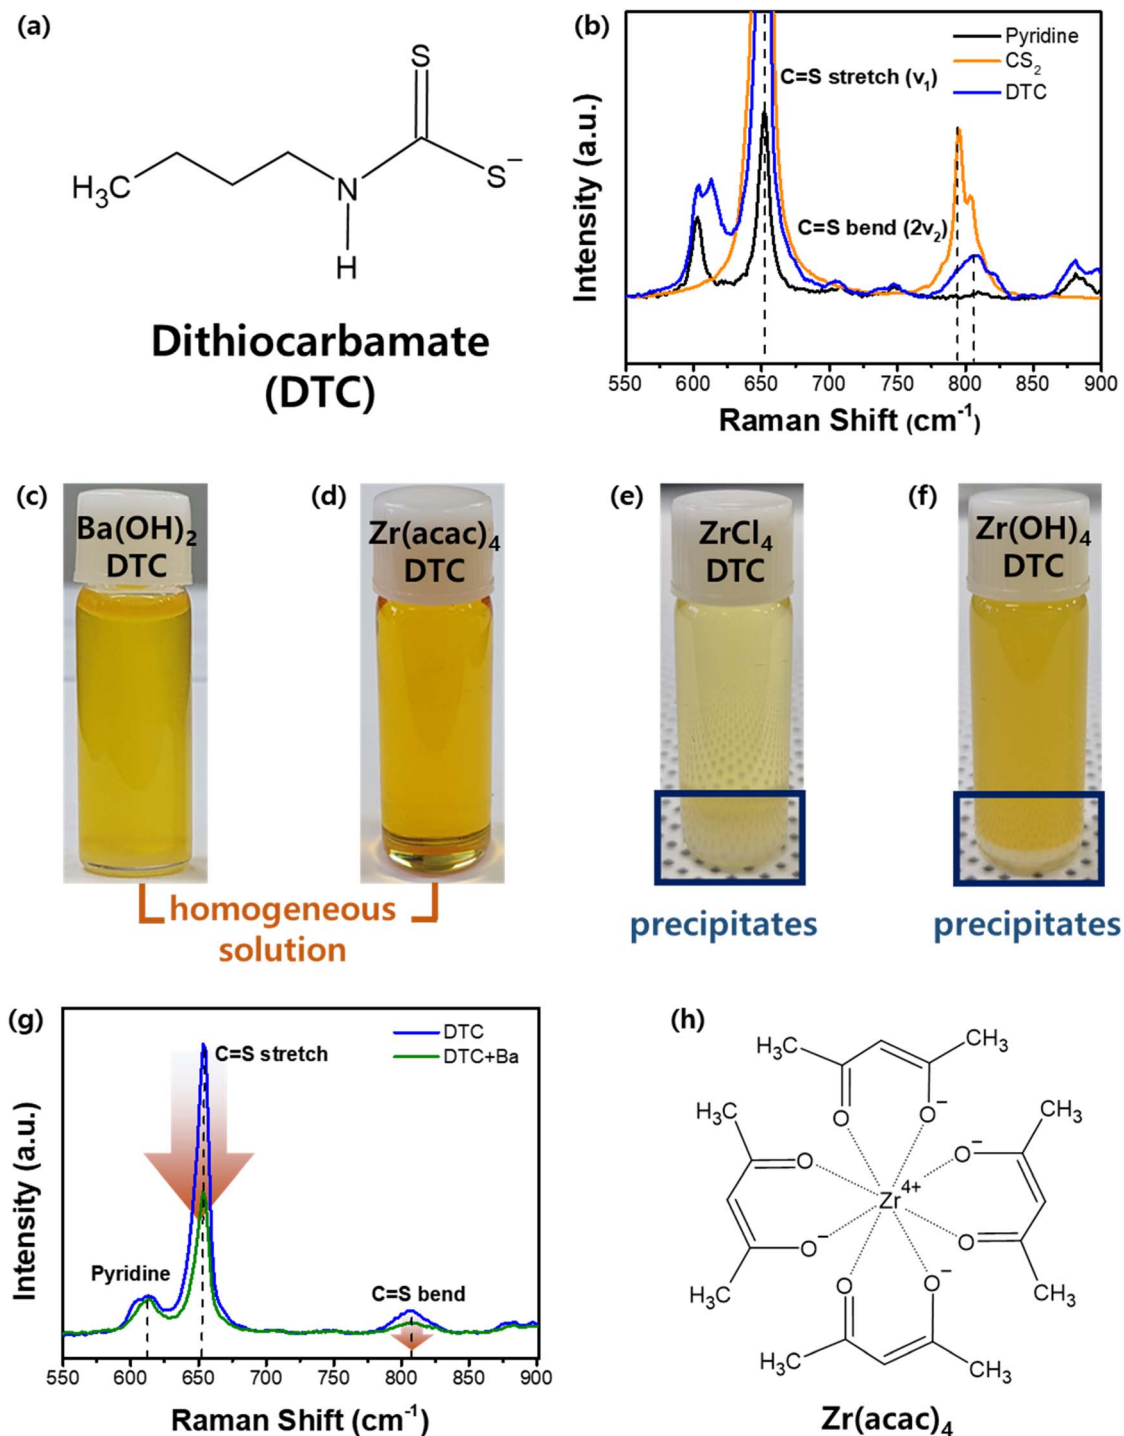 (a)
S
H₃C
N
S⁻
H
Dithiocarbamate
(DTC)
(b)
Pyridine
CS₂
DTC
C=S stretch (ν₁)
C=S bend (2ν₂)
Intensity (a.u.)
550 600 650 700 750 800 850 900
Raman Shift (cm⁻¹)
(c)
Ba(OH)₂
DTC
(d)
Zr(acac)₄
DTC
(e)
ZrCl₄
DTC
(f)
Zr(OH)₄
DTC
homogeneous
solution
precipitates
precipitates
(g)
DTC
DTC+Ba
C=S stretch
Pyridine
C=S bend
Intensity (a.u.)
550 600 650 700 750 800 850 900
Raman Shift (cm⁻¹)
(h)
H₃C
CH₃
O
O⁻
H₃C
CH₃
O
O⁻
Zr⁴⁺
O⁻
O
H₃C
CH₃
O
O⁻
H₃C
CH₃
Zr(acac)₄